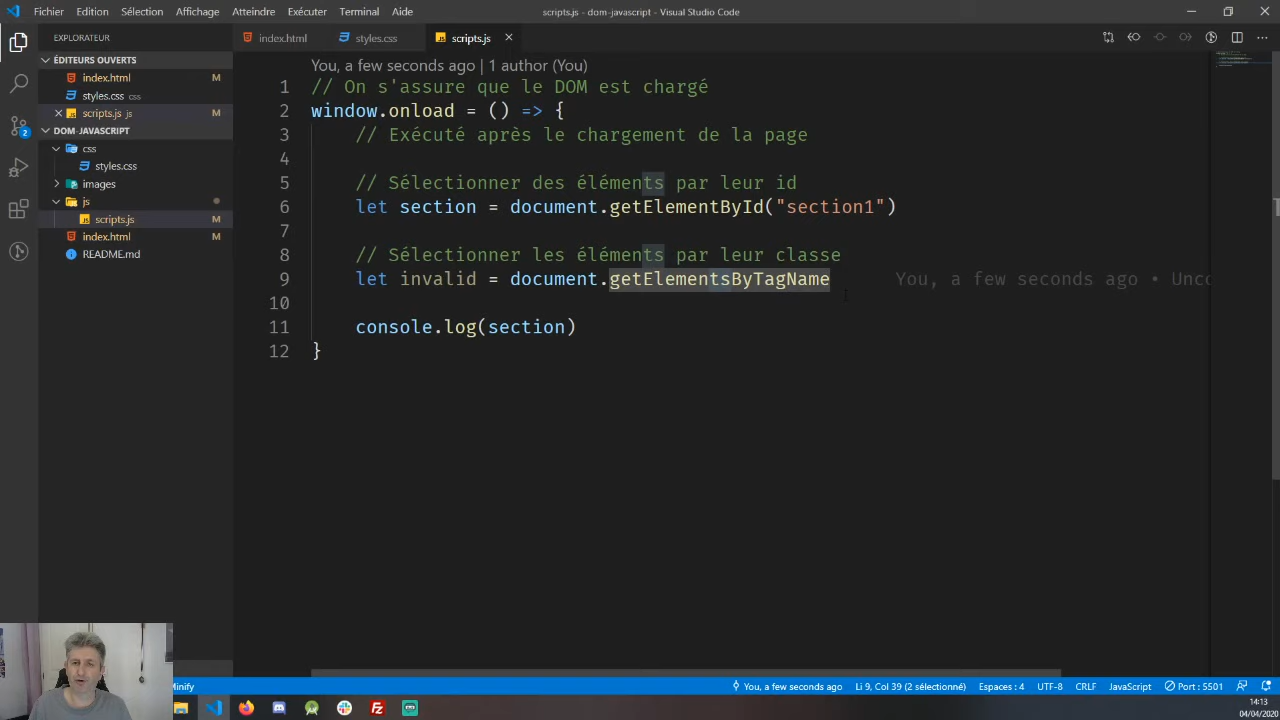 Fichier Edition Sélection Affichage Atteindre Exécuter Terminal Aide
scripts.js - dom-javascript - Visual Studio Code
EXPLORATEUR
index.html
styles.css
scripts.js
ÉDITEURS OUVERTS
index.html M
styles.css css
scripts.js js M
DOM-JAVASCRIPT
css
styles.css
images
js
scripts.js M
index.html M
README.md
2
You, a few seconds ago | 1 author (You)
1 // On s'assure que le DOM est chargé
2 window.onload = () => {
3 // Exécuté après le chargement de la page
4
5 // Sélectionner des éléments par leur id
6 let section = document.getElementById("section1")
7
8 // Sélectionner les éléments par leur classe
9 let invalid = document.getElementsByTagName You, a few seconds ago • Unco
10
11 console.log(section)
12 }
Minify
You, a few seconds ago Li 9, Col 39 (2 sélectionné) Espaces : 4 UTF-8 CRLF JavaScript Port : 5501
14:13
04/04/2020